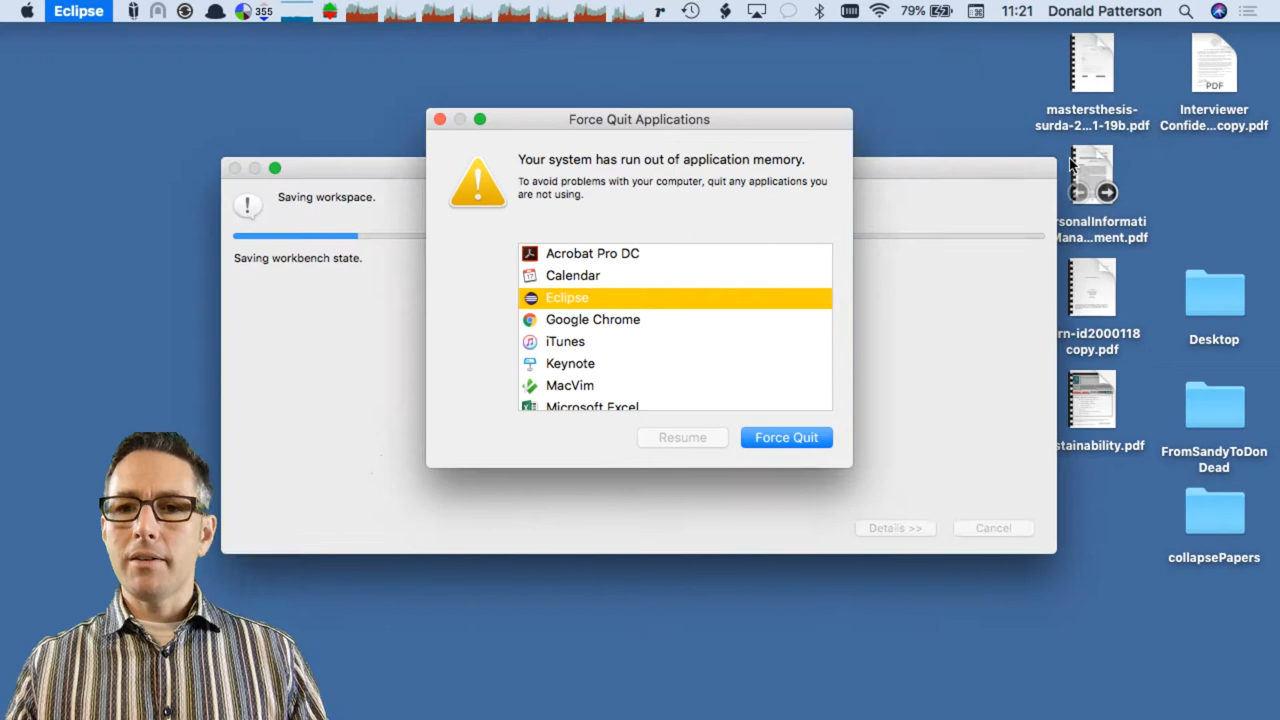 Eclipse
355
79%
11:21
Donald Patterson
mastersthesis-
surda-2...1-19b.pdf
PDF
Interviewer
Confide...copy.pdf
Force Quit Applications
Your system has run out of application memory.
To avoid problems with your computer, quit any applications you
are not using.
Saving workspace.
Saving workbench state.
Acrobat Pro DC
17
Calendar
Eclipse
Google Chrome
iTunes
Keynote
MacVim
Microsoft Excel
Resume
Force Quit
Details >>
Cancel
sonalInformati
Mana...ment.pdf
rn-id2000118
copy.pdf
Desktop
stainability.pdf
FromSandyToDon
Dead
collapsePapers